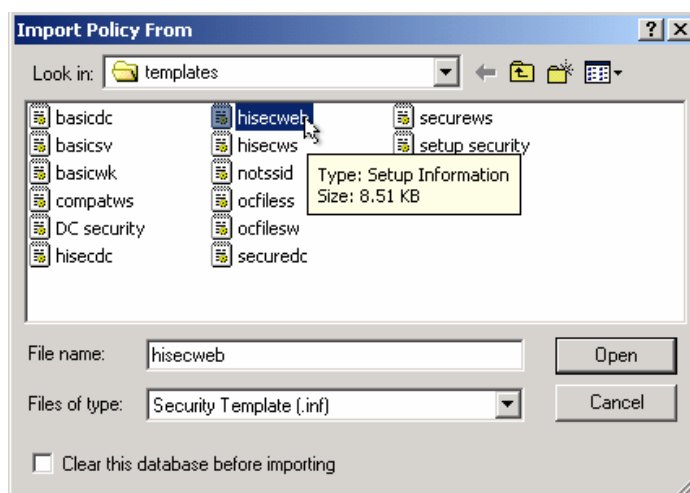 Import Policy From
Look in: templates
basicdc hisecweb securews
basicsv hisecws setup security
basicwk notssid
compatws ocfiless
DC security ocfilesw
hisecdc securedc
Type: Setup Information
Size: 8.51 KB
File name: hisecweb Open
Files of type: Security Template (.inf) Cancel
Clear this database before importing